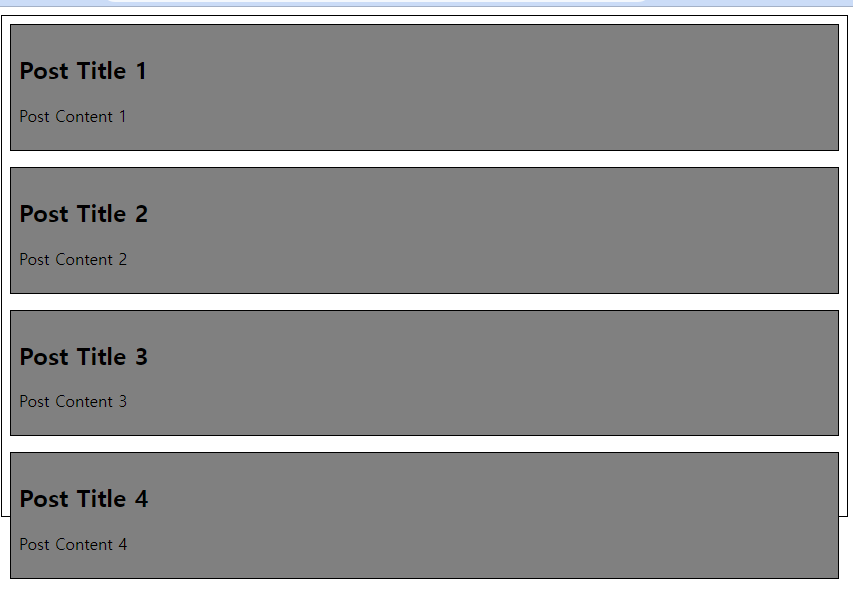 Post Title 1
Post Content 1
Post Title 2
Post Content 2
Post Title 3
Post Content 3
Post Title 4
Post Content 4